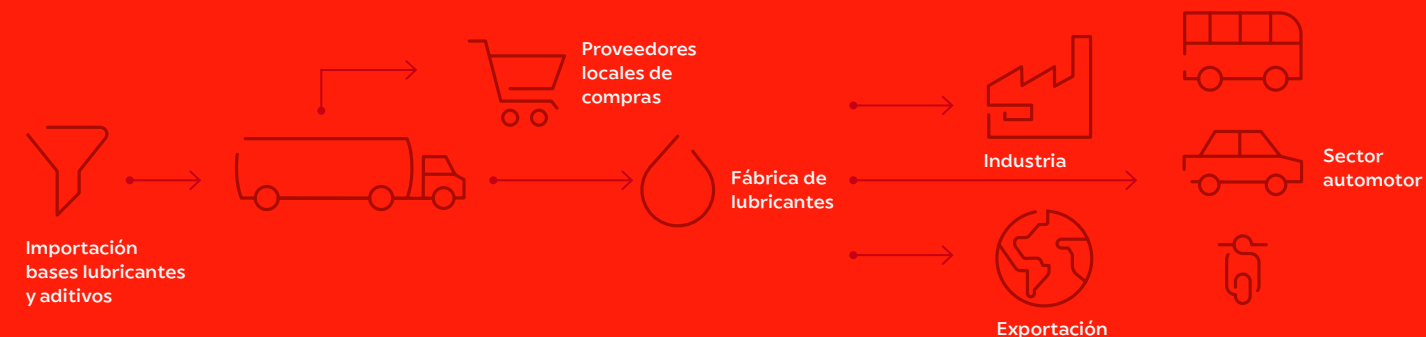 Importación
bases lubricantes
y aditivos
Proveedores
locales de
compras
Fábrica de
lubricantes
Industria
Exportación
Sector
automotor